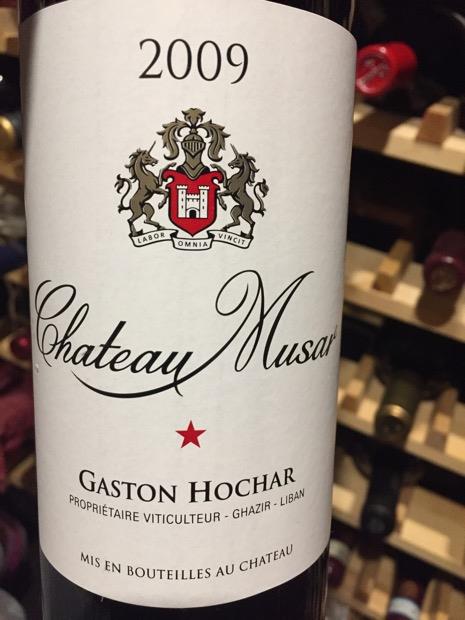 2009
LABOR OMNIA VINCIT
Chateau Musar
GASTON HOCHAR
PROPRIÉTAIRE VITICULTEUR - GHAZIR - LIBAN
MIS EN BOUTEILLES AU CHATEAU